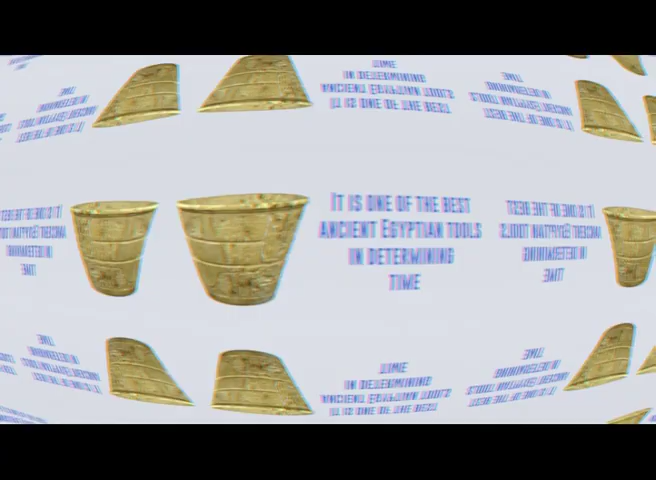 IT IS ONE OF THE BEST
ANCIENT EGYPTIAN TOOLS
IN DETERMINING
TIME